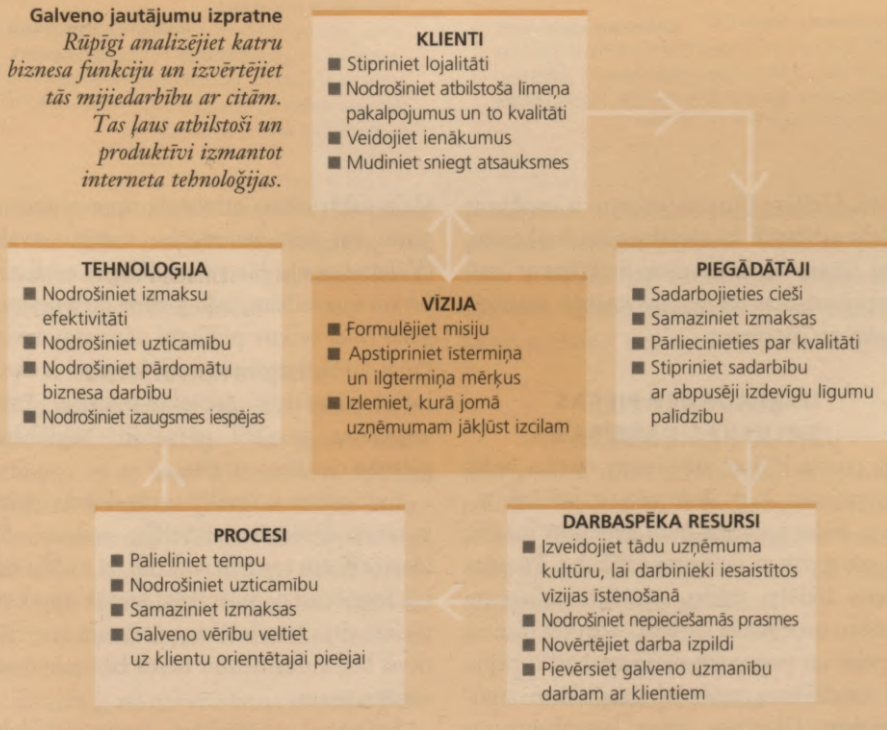 Galveno jautājumu izpratne
Rūpīgi analizējiet katru
biznesa funkciju un izvērtējiet
tās mijiedarbību ar citām.
Tas ļaus atbilstoši un
produktīvi izmantot
interneta tehnoloģijas.
KLIENTI
■ Stipriniet lojalitāti
■ Nodrošiniet atbilstoša līmeņa
pakalpojumus un to kvalitāti
■ Veidojiet ienākumus
■ Mudiniet sniegt atsauksmes
TEHNOLOĢIJA
■ Nodrošiniet izmaksu
efektivitāti
■ Nodrošiniet uzticamību
■ Nodrošiniet pārdomātu
biznesa darbību
■ Nodrošiniet izaugsmes iespējas
VĪZIJA
■ Formulējiet misiju
■ Apstipriniet īstermiņa
un ilgtermiņa mērķus
■ Izlemiet, kurā jomā
uzņēmumam jākļūst izcilam
PIEGĀDĀTĀJI
■ Sadarbojieties cieši
■ Samaziniet izmaksas
■ Pārliecinieties par kvalitāti
■ Stipriniet sadarbību
ar abpusēji izdevīgu līgumu
palīdzību
PROCESI
■ Palieliniet tempu
■ Nodrošiniet uzticamību
■ Samaziniet izmaksas
■ Galveno vērību veltiet
uz klientu orientētajai pieejai
DARBASPĒKA RESURSI
■ Izveidojiet tādu uzņēmuma
kultūru, lai darbinieki iesaistītos
vīzijas īstenošanā
■ Nodrošiniet nepieciešamās prasmes
■ Novērtējiet darba izpildi
■ Pievērsiet galveno uzmanību
darbam ar klientiem